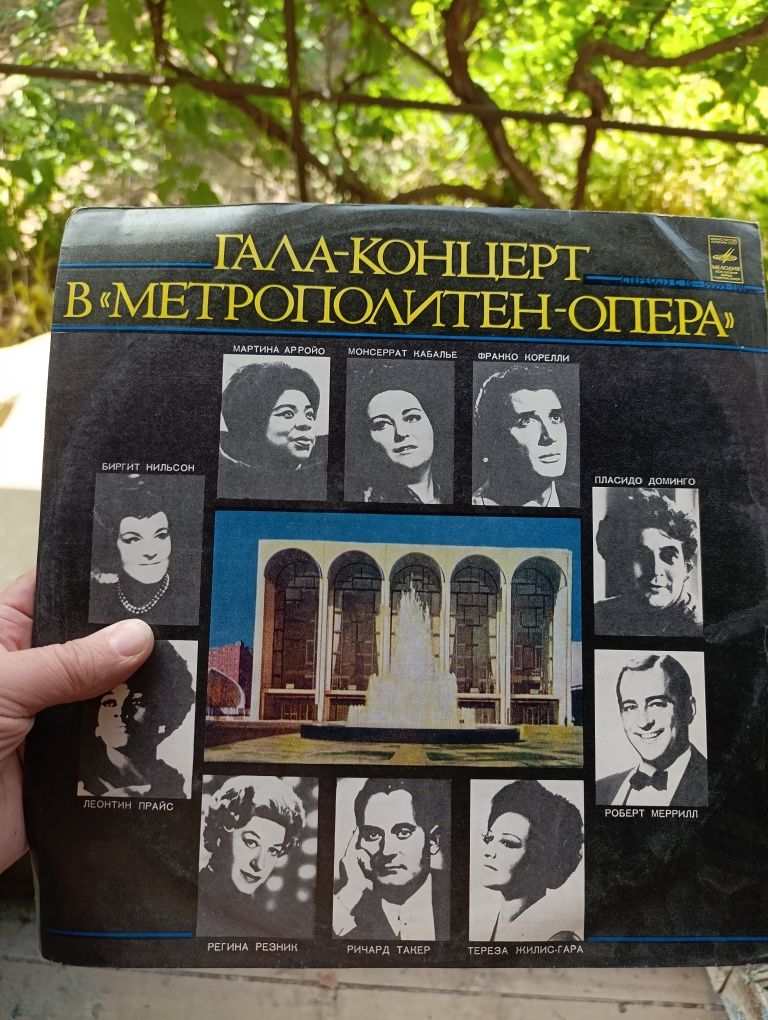 ГАЛА-КОНЦЕРТ
В «МЕТРОПОЛИТЕН-ОПЕРА»
МЕЛОДИЯ
МАРТИНА АРРОЙО
МОНСЕРРАТ КАБАЛЬЕ
ФРАНКО КОРЕЛЛИ
БИРГИТ НИЛЬСОН
ПЛАСИДО ДОМИНГО
ЛЕОНТИН ПРАЙС
РОБЕРТ МЕРРИЛЛ
РЕГИНА РЕЗНИК
РИЧАРД ТАКЕР
ТЕРЕЗА ЖИЛИС-ГАРА